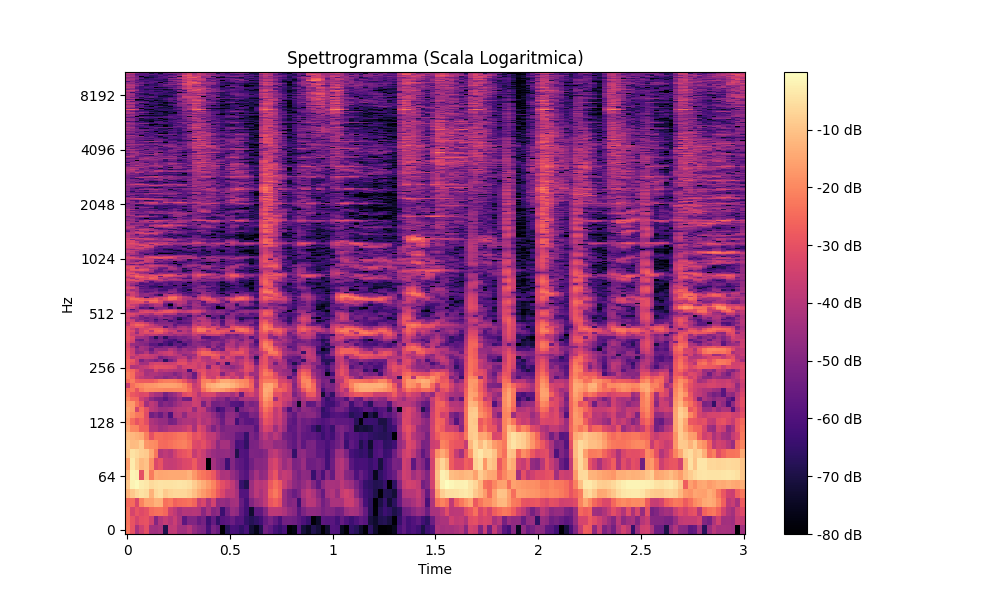 Spettrogramma (Scala Logaritmica)
Hz
8192
4096
2048
1024
512
256
128
64
0
0
0.5
1
1.5
2
2.5
3
Time
-10 dB
-20 dB
-30 dB
-40 dB
-50 dB
-60 dB
-70 dB
-80 dB